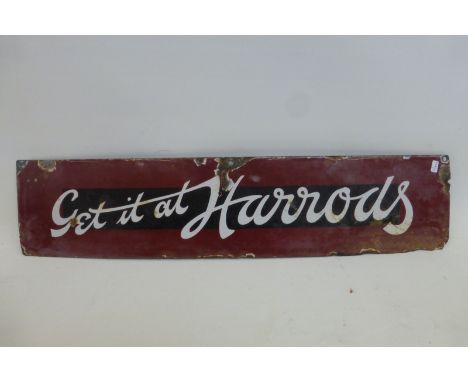 Get it at Harrods